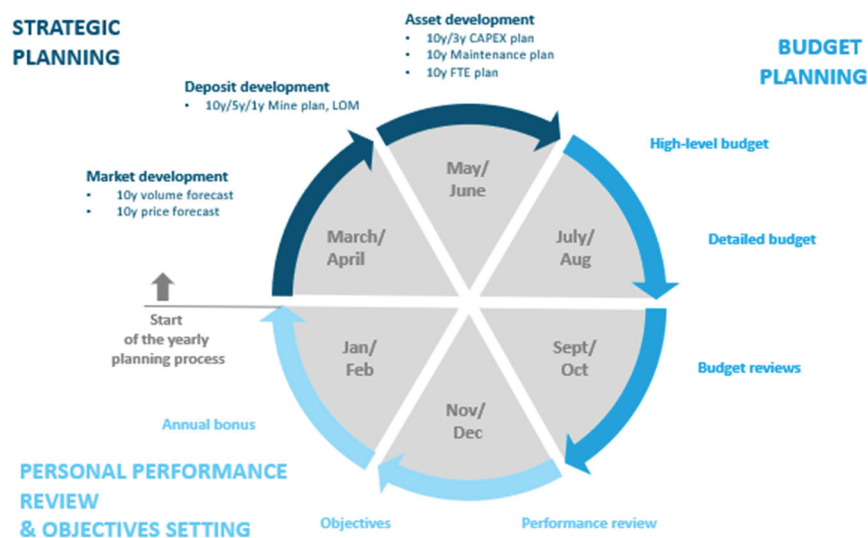 STRATEGIC
PLANNING
Asset development
• 10y/3y CAPEX plan
• 10y Maintenance plan
• 10y FTE plan
BUDGET
PLANNING
Deposit development
• 10y/5y/1y Mine plan, LOM
High-level budget
May/
June
Market development
• 10y volume forecast
• 10y price forecast
March/
April
July/
Aug
Detailed budget
Start
of the yearly
planning process
Jan/
Feb
Sept/
Oct
Budget reviews
Nov/
Dec
Annual bonus
PERSONAL PERFORMANCE
REVIEW
& OBJECTIVES SETTING
Objectives
Performance review